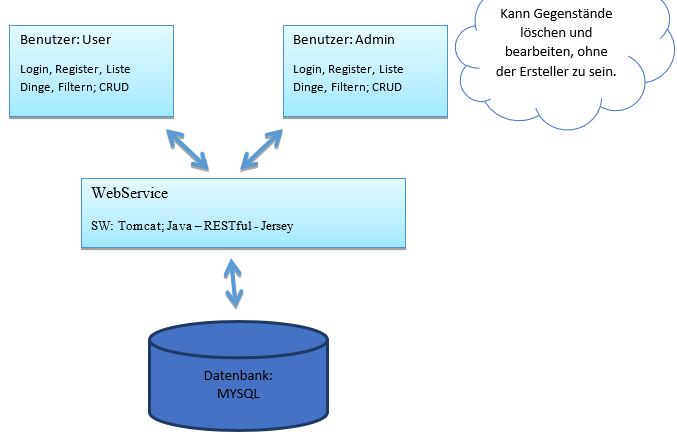 Benutzer: User
Login, Register, Liste
Dinge, Filtern; CRUD
Benutzer: Admin
Login, Register, Liste
Dinge, Filtern; CRUD
Kann Gegenstände
löschen und
bearbeiten, ohne
der Ersteller zu sein.
WebService
SW: Tomcat; Java – RESTful - Jersey
Datenbank:
MYSQL